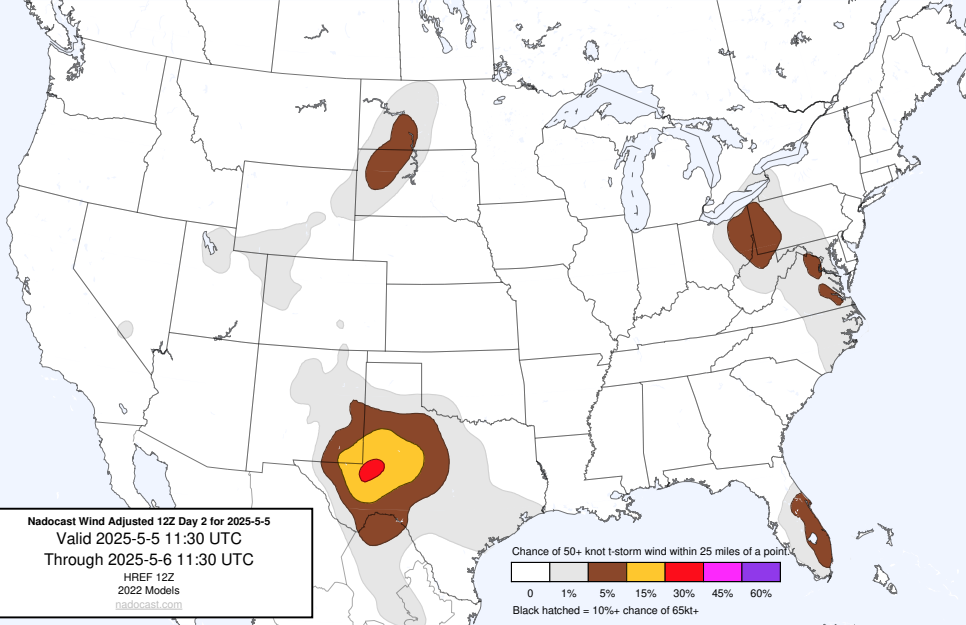 Nadocast Wind Adjusted 12Z Day 2 for 2025-5-5
Valid 2025-5-5 11:30 UTC
Through 2025-5-6 11:30 UTC
HREF 12Z
2022 Models
nadocast.com
Chance of 50+ knot t-storm wind within 25 miles of a point.
0 1% 5% 15% 30% 45% 60%
Black hatched = 10%+ chance of 65kt+